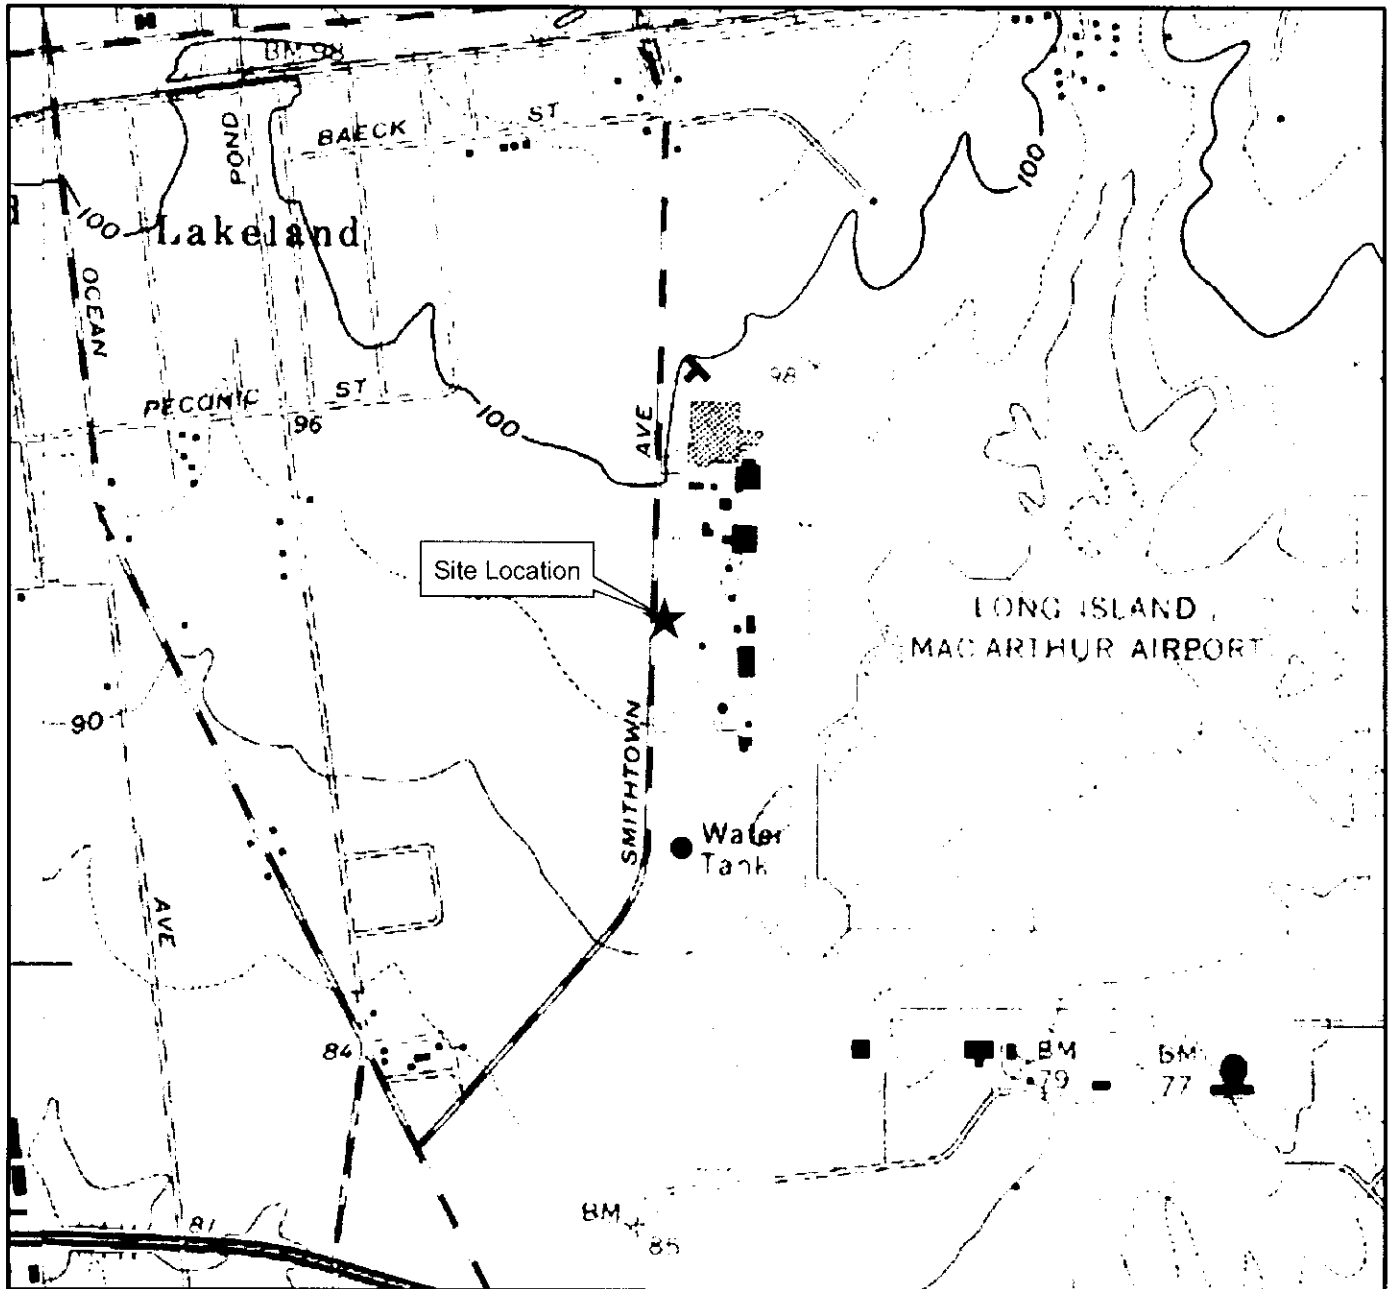 BM 98
BAECK ST
POND
100
100
Lakeland
OCEAN
98
PECONIC ST
96
100
AVE
Site Location
LONG ISLAND
MAC ARTHUR AIRPORT
90
SMITHTOWN
Water
Tank
AVE
84
BM
79
BM
77
81
BM
85